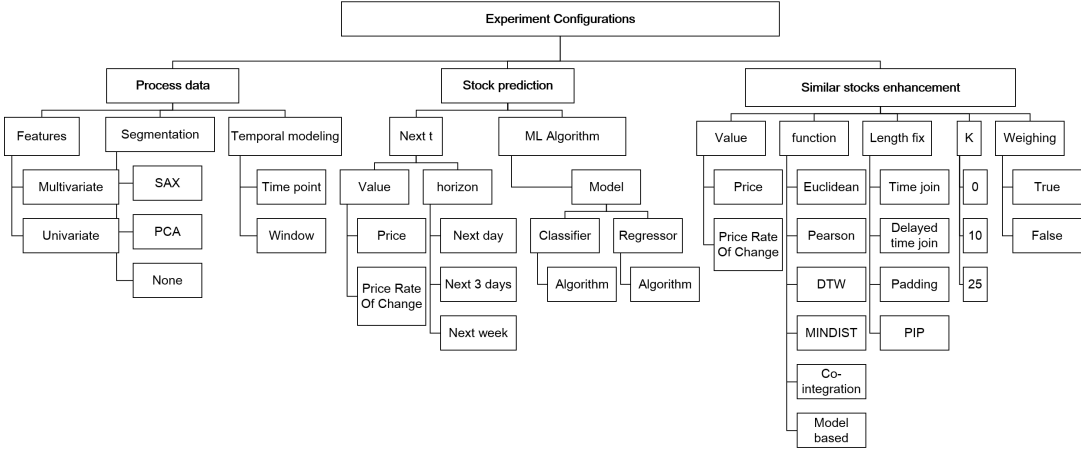 Experiment Configurations
Process data
Stock prediction
Similar stocks enhancement
Features
Segmentation
Temporal modeling
Next t
ML Algorithm
Value
function
Length fix
K
Weighing
Multivariate
Univariate
SAX
PCA
None
Time point
Window
Value
horizon
Price
Price Rate
Of Change
Next day
Next 3 days
Next week
Model
Classifier
Regressor
Algorithm
Algorithm
Price
Price Rate
Of Change
Euclidean
Pearson
DTW
MINDIST
Co-
integration
Model
based
Time join
Delayed
time join
Padding
PIP
0
10
25
True
False